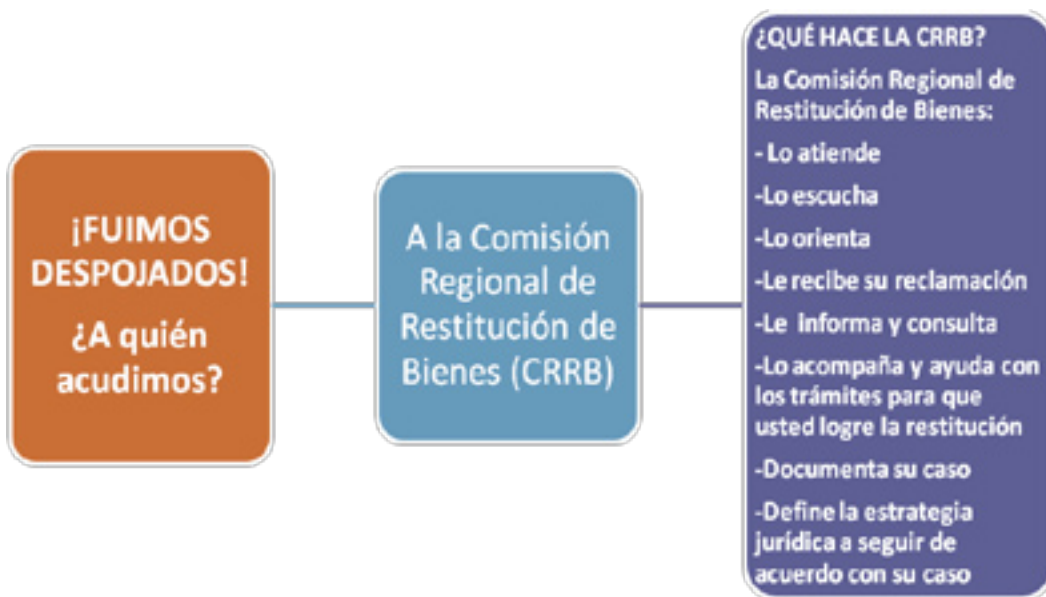 ¡FUIMOS
DESPOJADOS!
¿A quién
acudimos?
A la Comisión
Regional de
Restitución de
Bienes (CRRB)
¿QUÉ HACE LA CRRB?
La Comisión Regional de
Restitución de Bienes:
- Lo atiende
-Lo escucha
-Lo orienta
-Le recibe su reclamación
-Le informa y consulta
-Lo acompaña y ayuda con
los trámites para que
usted logre la restitución
-Documenta su caso
-Define la estrategia
jurídica a seguir de
acuerdo con su caso